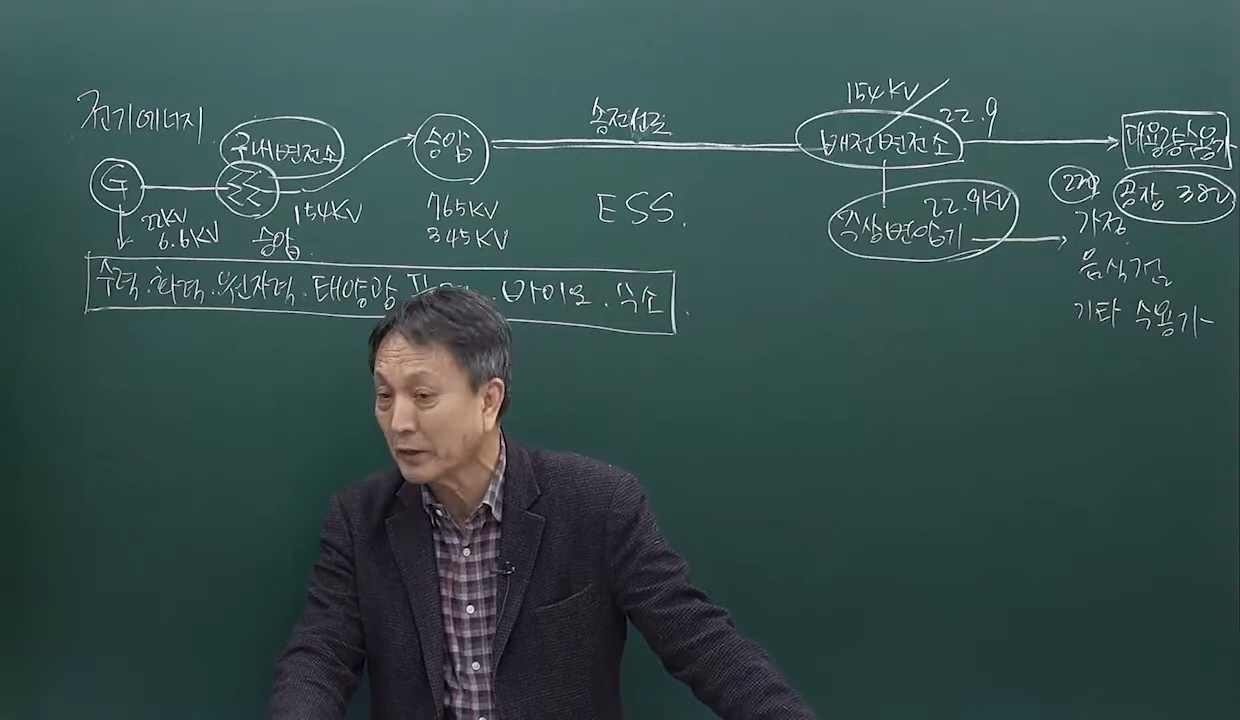 전기에너지
구내변전소
G
22KV
6.6KV
승압
154KV
승압
765KV
345KV
송전선로
ESS.
154KV
배전변전소
22.9
대용량수용가
공장 380
주상변압기
22.9KV
220
가정
음식점
기타 수용가
수력.화력.원자력.태양광 . 바이오.